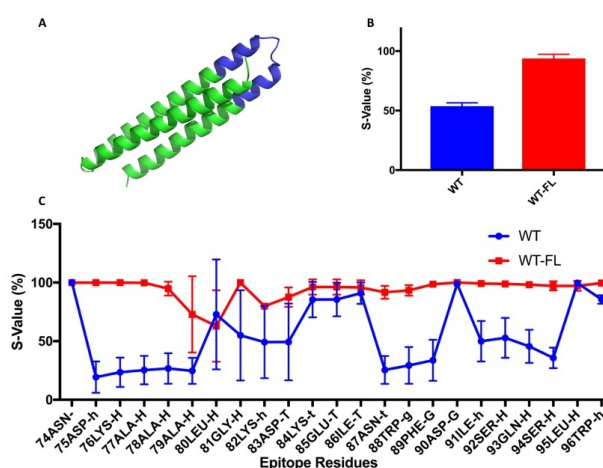 A
B
100
50
0
S-Value (%)
WT
WT-FL
C
150
100
50
0
S-Value (%)
WT
WT-FL
74ASN-
75ASP-h
76LYS-H
77ALA-H
78ALA-H
79ALA-H
80LEU-H
81GLY-H
82LYS-h
83ASP-T
84LYS-t
85GLU-T
86ILE-T
87ASN-t
88TRP-g
89PHE-G
90ASP-G
91ILE-h
92SER-H
93GLN-H
94SER-H
95LEU-H
96TRP-h
Epitope Residues